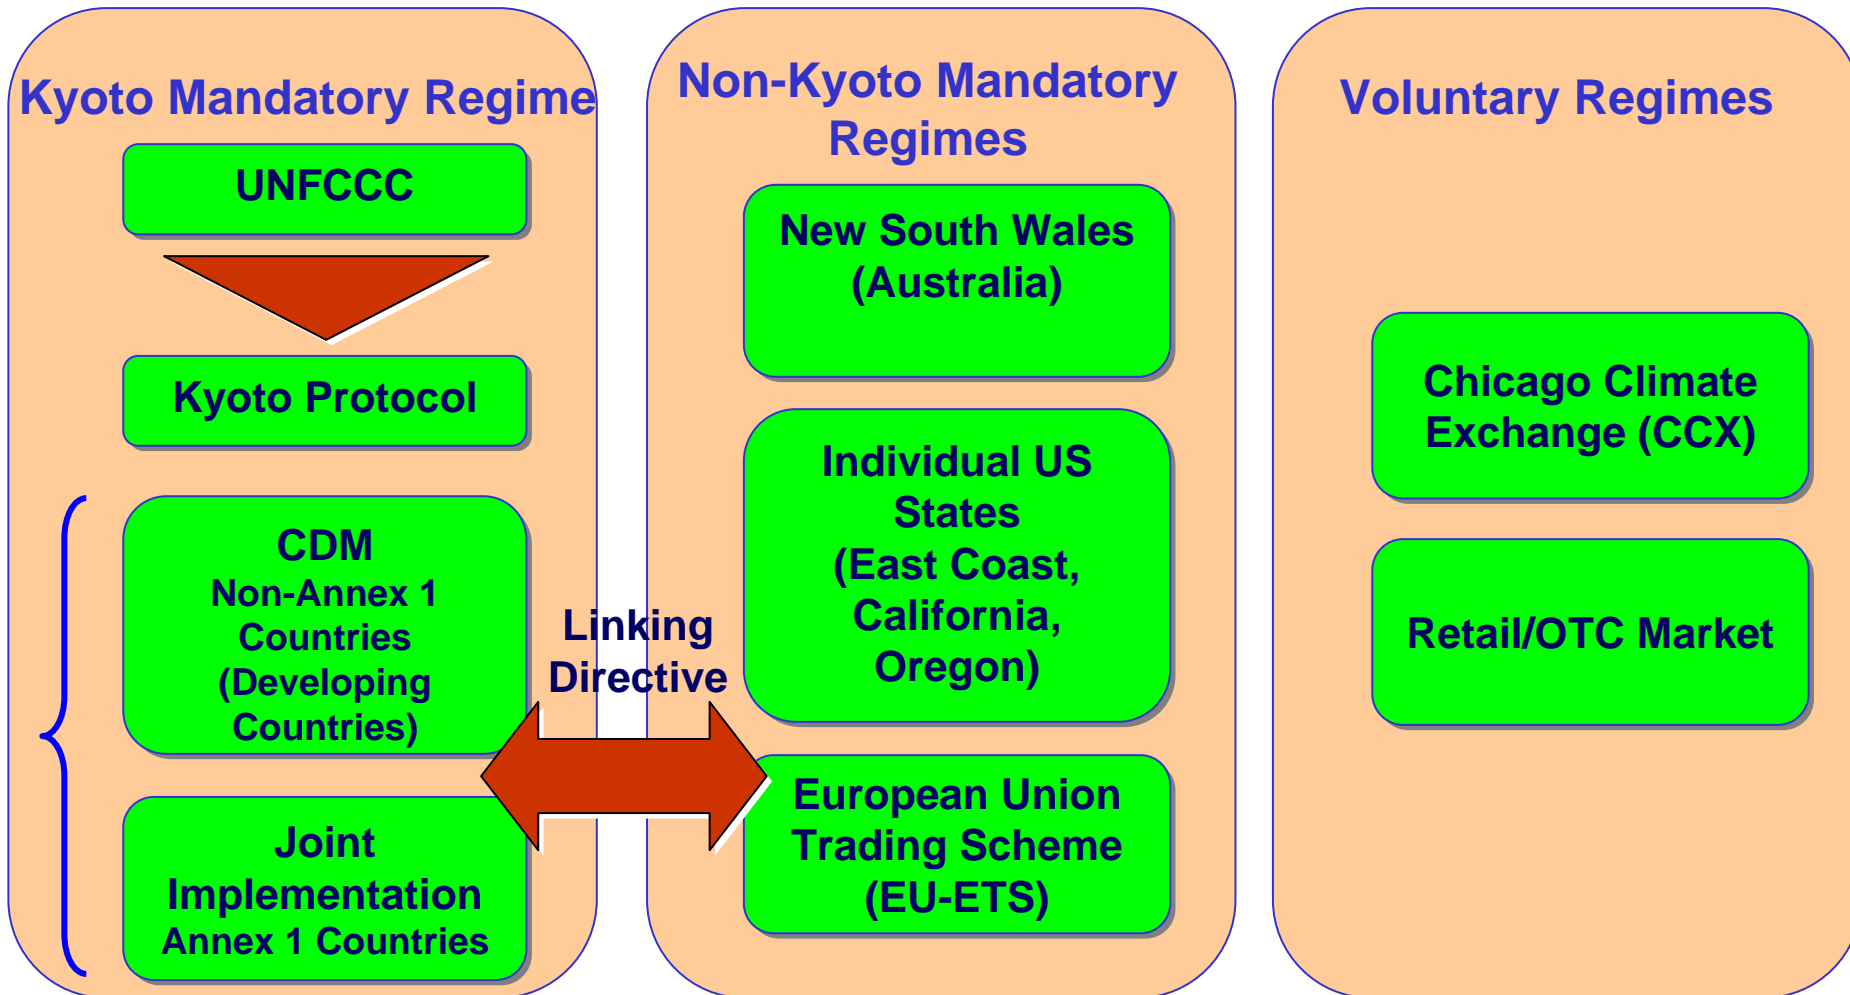 Kyoto Mandatory Regime
UNFCCC
Kyoto Protocol
CDM
Non-Annex 1
Countries
(Developing
Countries)
Joint
Implementation
Annex 1 Countries
Linking
Directive
Non-Kyoto Mandatory
Regimes
New South Wales
(Australia)
Individual US
States
(East Coast,
California,
Oregon)
European Union
Trading Scheme
(EU-ETS)
Voluntary Regimes
Chicago Climate
Exchange (CCX)
Retail/OTC Market